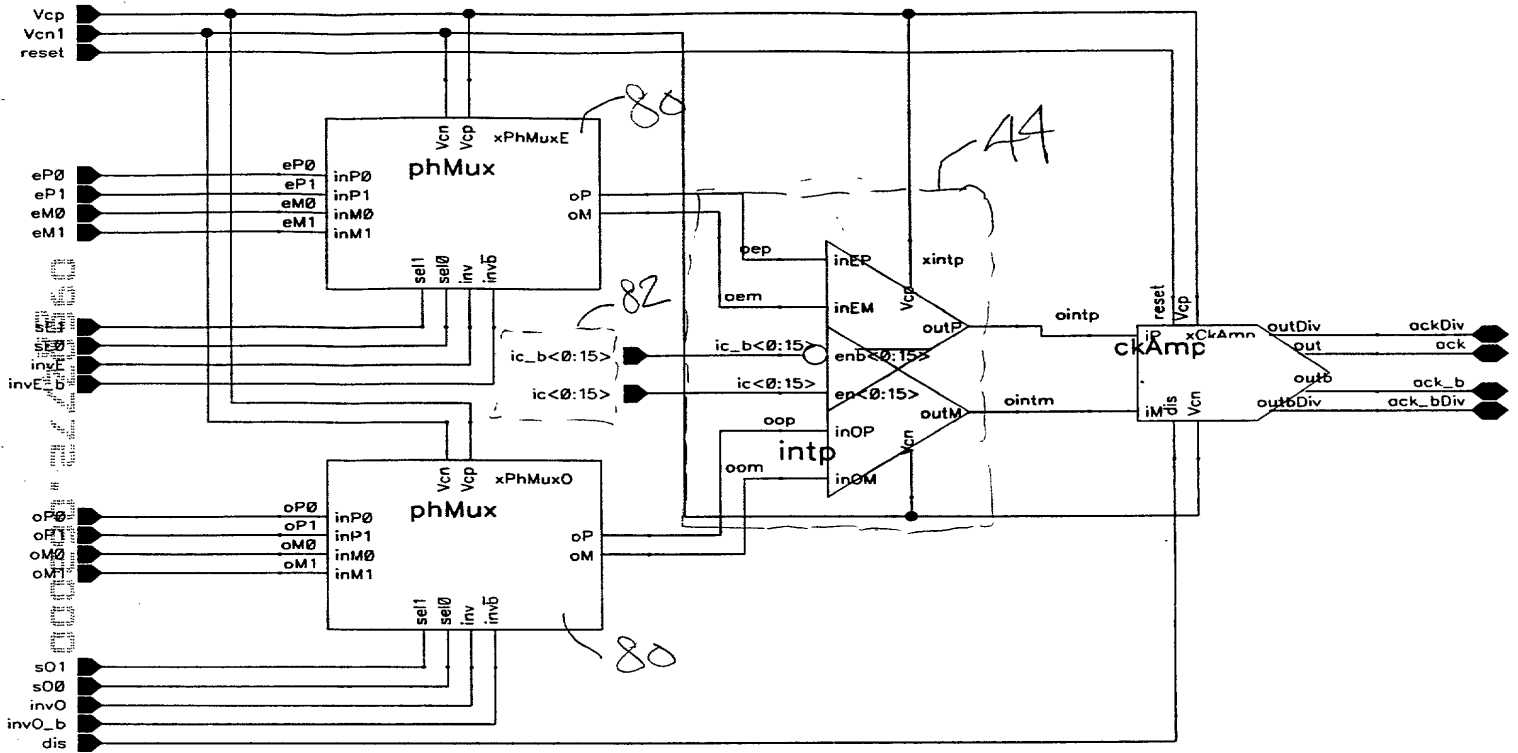 Vcp
Vcn1
reset
80
44
Vcn
Vcp
xPhMuxE
phMux
eP0
eP1
eM0
eM1
eP0
eP1
eM0
eM1
inP0
inP1
inM0
inM1
oP
oM
sel1
sel0
inv
invb
invE_b
82
ic_b<0:15>
ic<0:15>
oep
oem
ic_b<0:15>
ic<0:15>
oop
oom
inEP
inEM
enb<0:15>
en<0:15>
inOP
inOM
intp
xintp
Vcp
outP
outM
Vcn
ointp
ointm
reset
Vcp
iP
xCkAmp
ckAmp
iM
dis
Vcn
outDiv
out
outb
outbDiv
ackDiv
ack
ack_b
ack_bDiv
Vcn
Vcp
xPhMuxO
phMux
oP0
oP1
oM0
oM1
oP0
oP1
oM0
oM1
inP0
inP1
inM0
inM1
oP
oM
sel1
sel0
inv
invb
80
sO1
sO0
invO
invO_b
dis